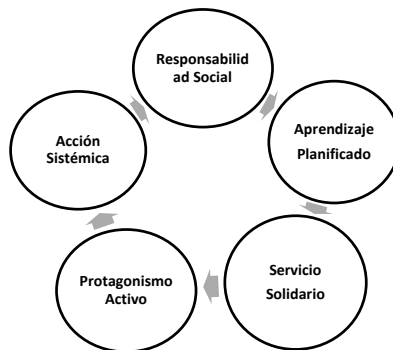 Responsabilid
ad Social
Aprendizaje
Planificado
Servicio
Solidario
Protagonismo
Activo
Acción
Sistémica